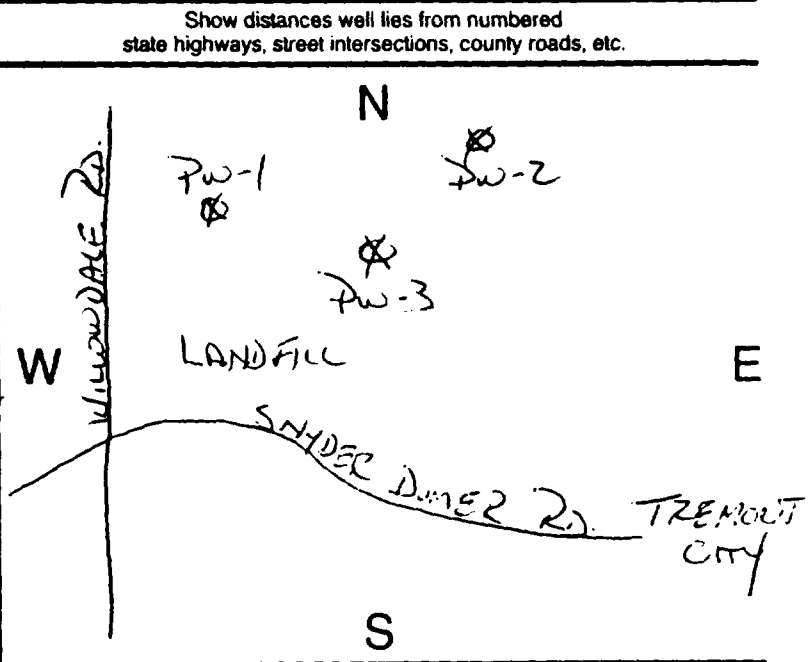 Show distances well lies from numbered
state highways, street intersections, county roads, etc.
N
PW-1
PW-2
PW-3
WILLOWDALE RD.
W
LANDFILL
E
SNYDER DOMER RD.
TREMONT
CITY
S